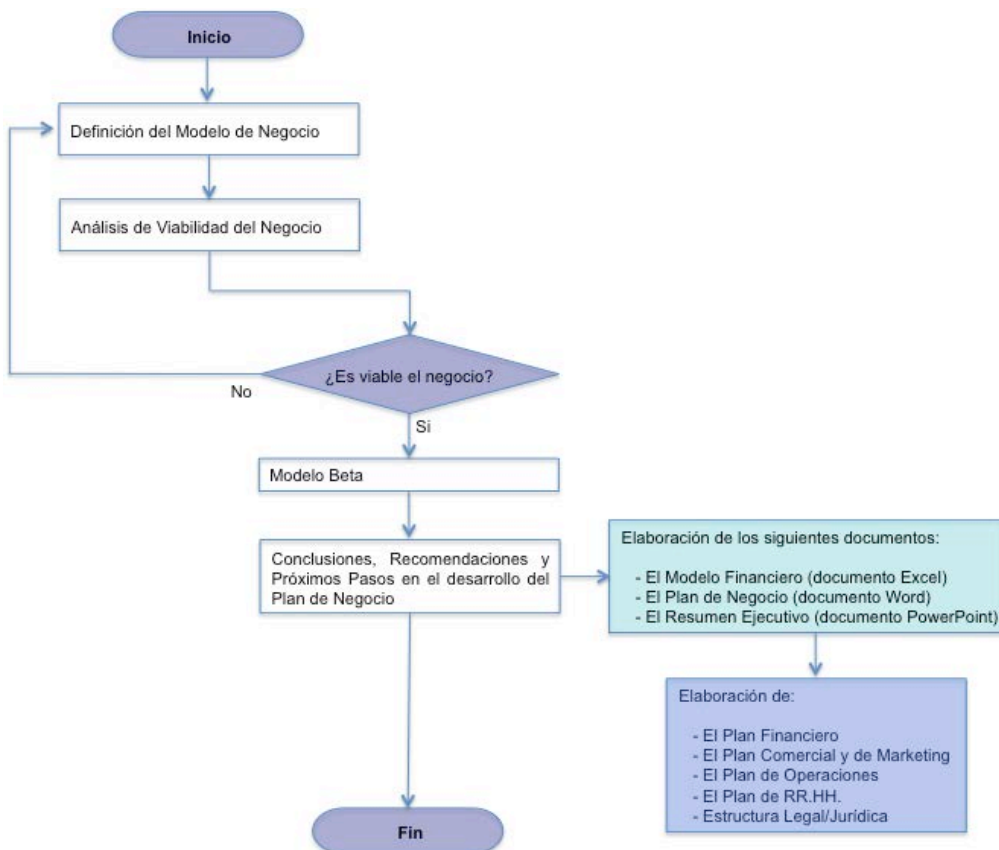 Inicio
Definición del Modelo de Negocio
Análisis de Viabilidad del Negocio
¿Es viable el negocio?
No
Si
Modelo Beta
Conclusiones, Recomendaciones y
Próximos Pasos en el desarrollo del
Plan de Negocio
Elaboración de los siguientes documentos:
- El Modelo Financiero (documento Excel)
- El Plan de Negocio (documento Word)
- El Resumen Ejecutivo (documento PowerPoint)
Elaboración de:
- El Plan Financiero
- El Plan Comercial y de Marketing
- El Plan de Operaciones
- El Plan de RR.HH.
- Estructura Legal/Jurídica
Fin